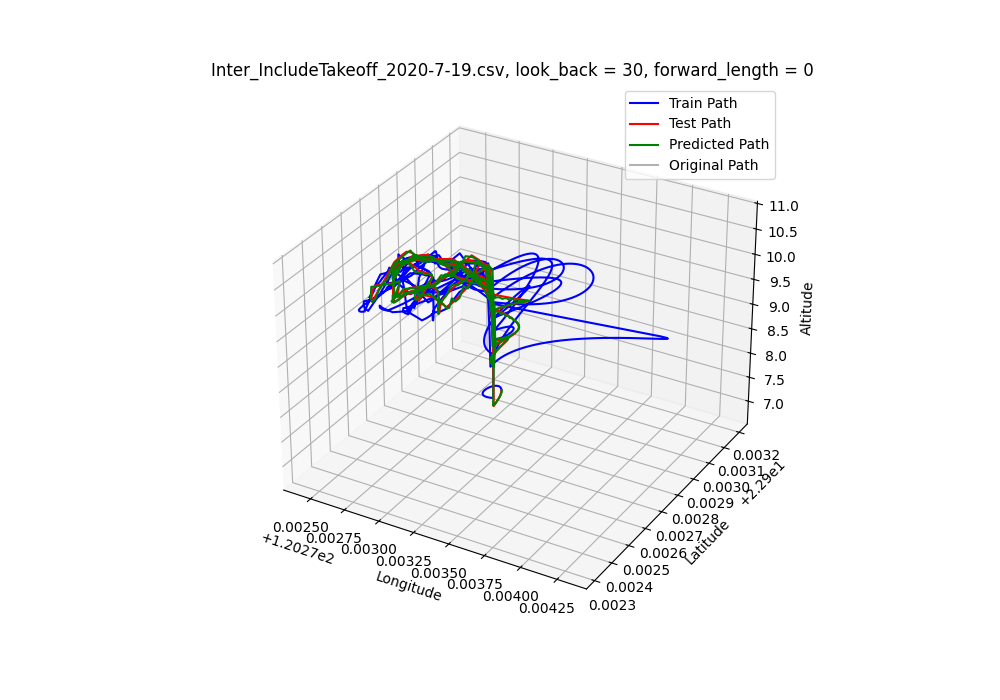 Inter_IncludeTakeoff_2020-7-19.csv, look_back = 30, forward_length = 0
Train Path
Test Path
Predicted Path
Original Path
11.0
10.5
10.0
9.5
9.0
8.5
8.0
7.5
7.0
Altitude
0.0032
0.0031
0.0030
0.0029
0.0028
0.0027
0.0026
0.0025
0.0024
0.0023
+2.29e1
Latitude
0.00250
0.00275
0.00300
0.00325
0.00350
0.00375
0.00400
0.00425
+1.2027e2
Longitude